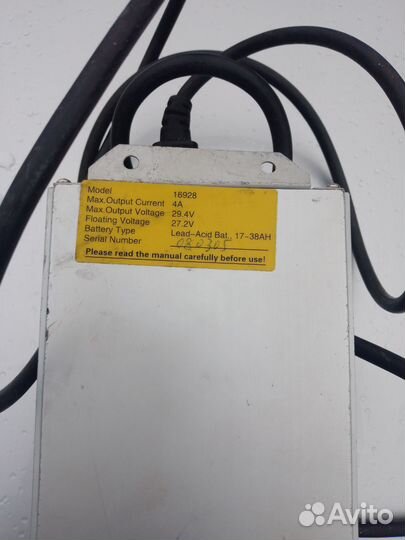 Model 16928
Max.Output Current 4A
Max.Output Voltage 29.4V
Floating Voltage 27.2V
Battery Type Lead-Acid Bat., 17-38AH
Serial Number 080305
Please read the manual carefully before use!
Avito